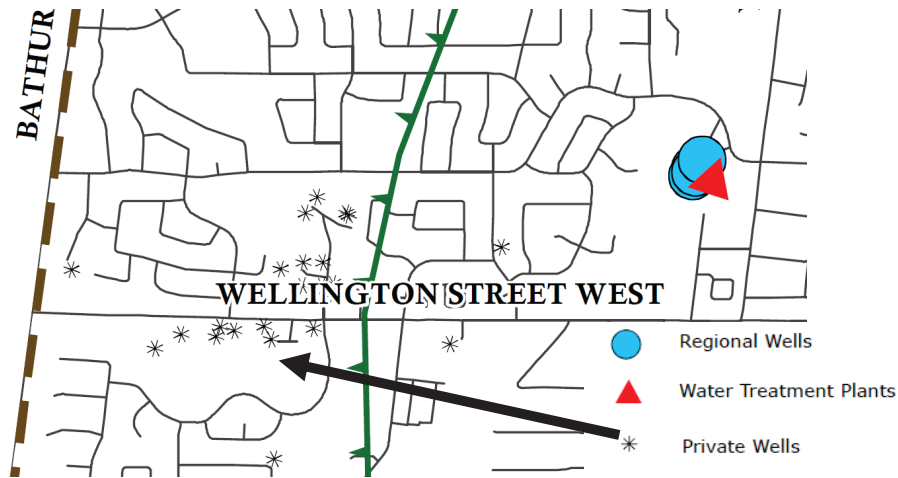 BATHUR
WELLINGTON STREET WEST
Regional Wells
Water Treatment Plants
Private Wells